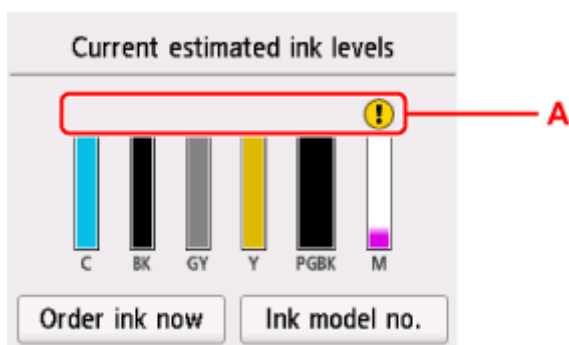 Current estimated ink levels
! A
C BK GY Y PGBK M
Order ink now Ink model no.